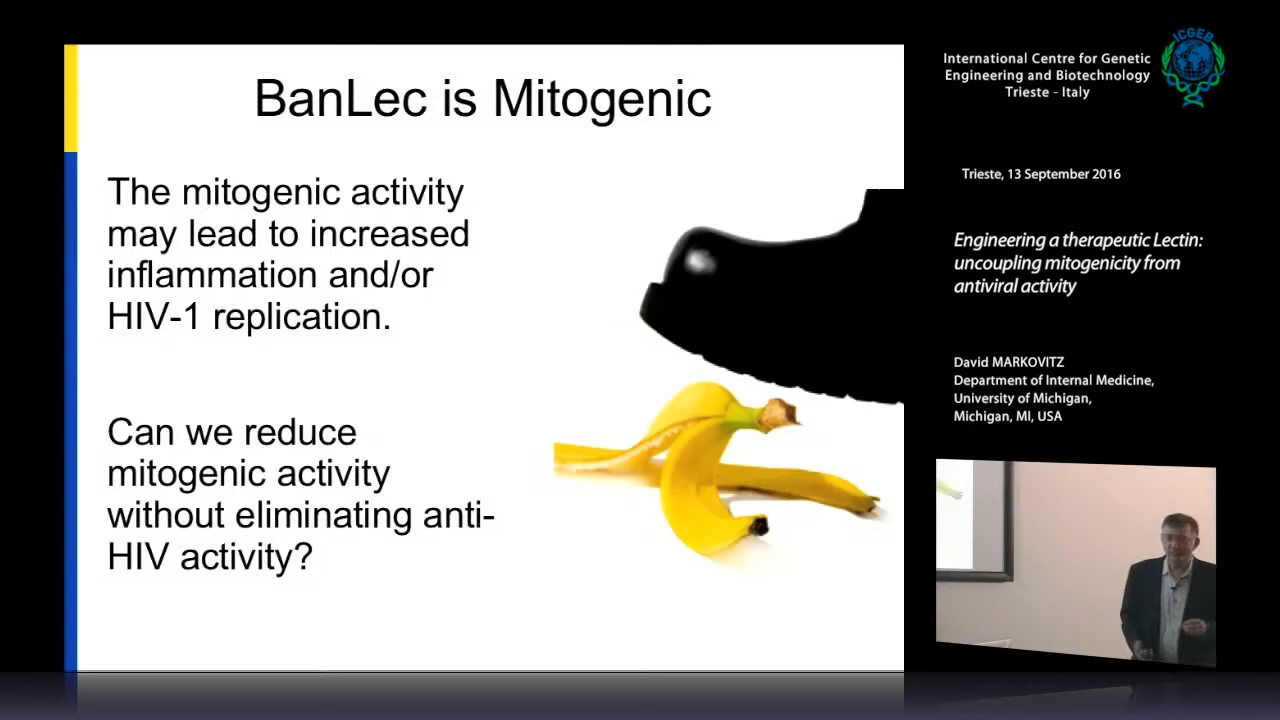 BanLec is Mitogenic
The mitogenic activity
may lead to increased
inflammation and/or
HIV-1 replication.
Can we reduce
mitogenic activity
without eliminating anti-
HIV activity?
ICGEB
International Centre for Genetic
Engineering and Biotechnology
Trieste - Italy
Trieste, 13 September 2016
Engineering a therapeutic Lectin:
uncoupling mitogenicity from
antiviral activity
David MARKOVITZ
Department of Internal Medicine,
University of Michigan,
Michigan, MI, USA